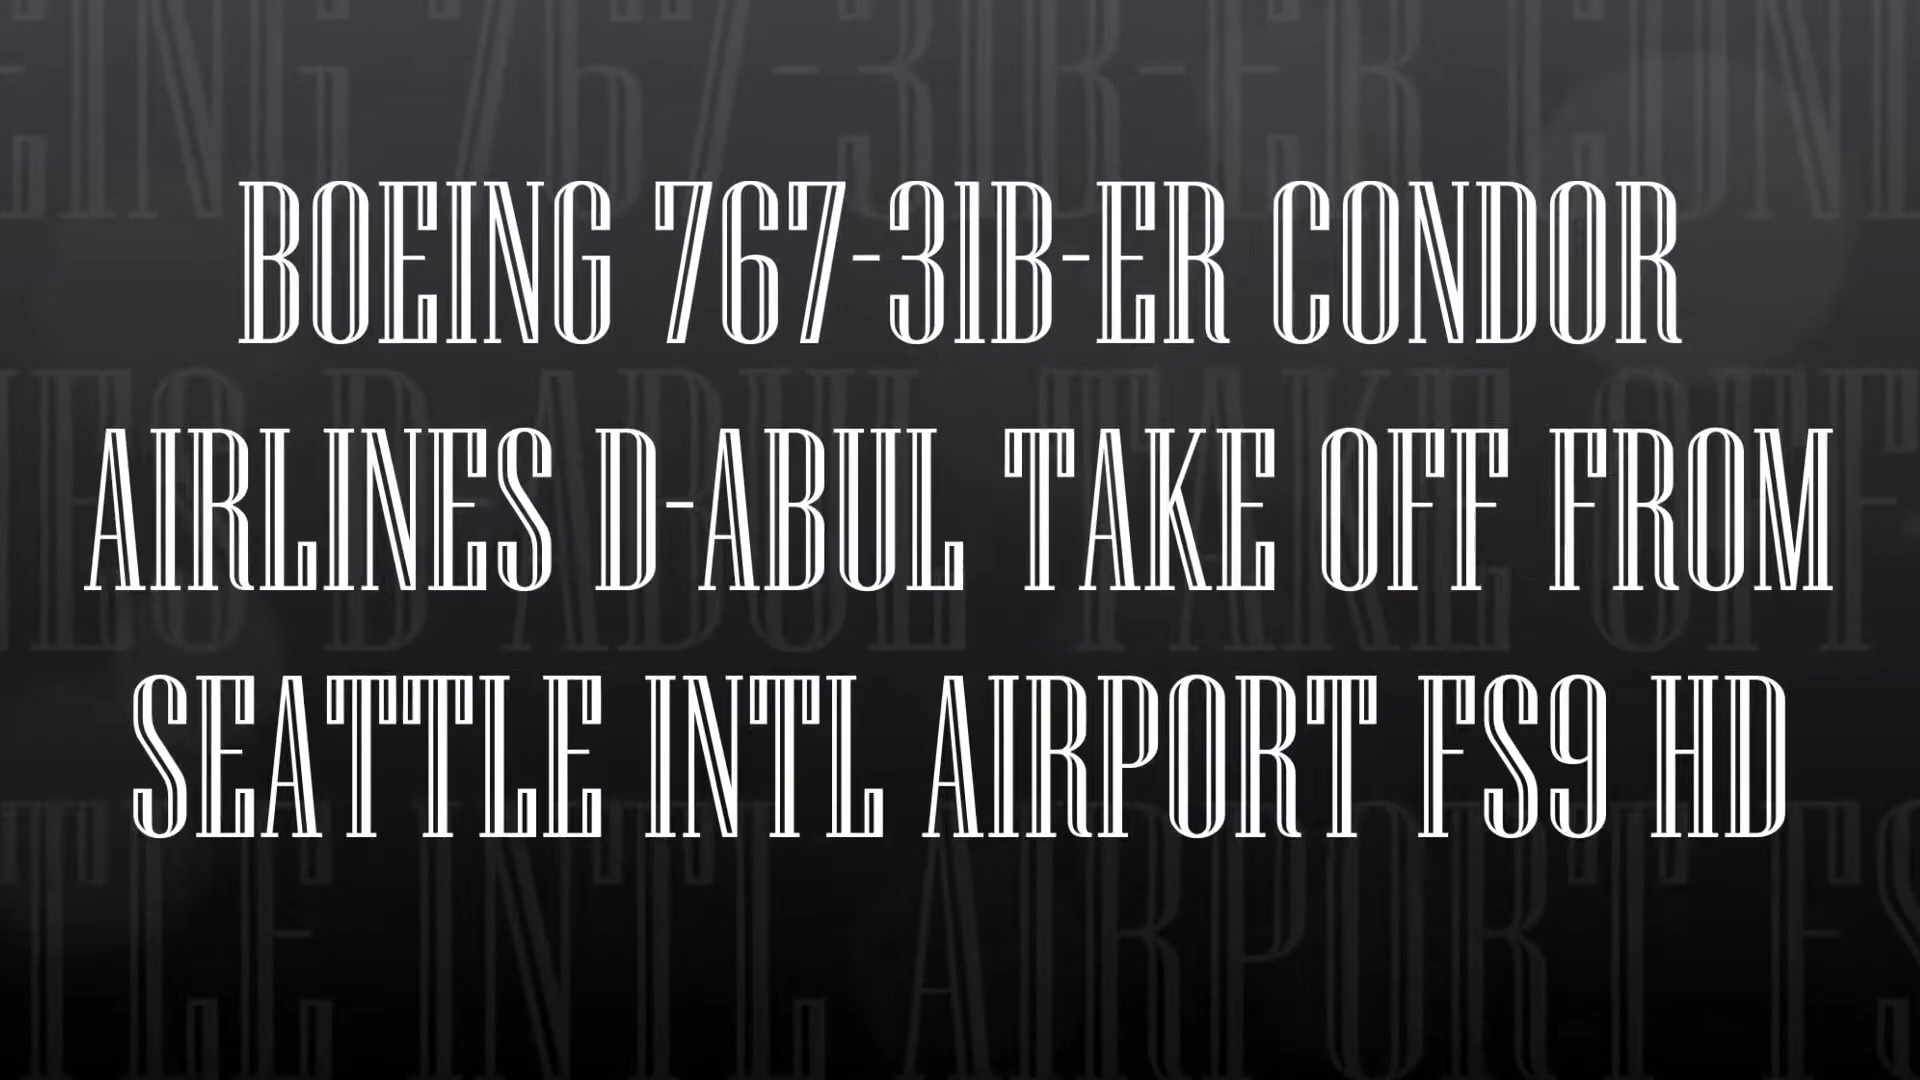 BOEING 767-31B-ER CONDOR
AIRLINES D-ABUL TAKE OFF FROM
SEATTLE INTL AIRPORT FS9 HD